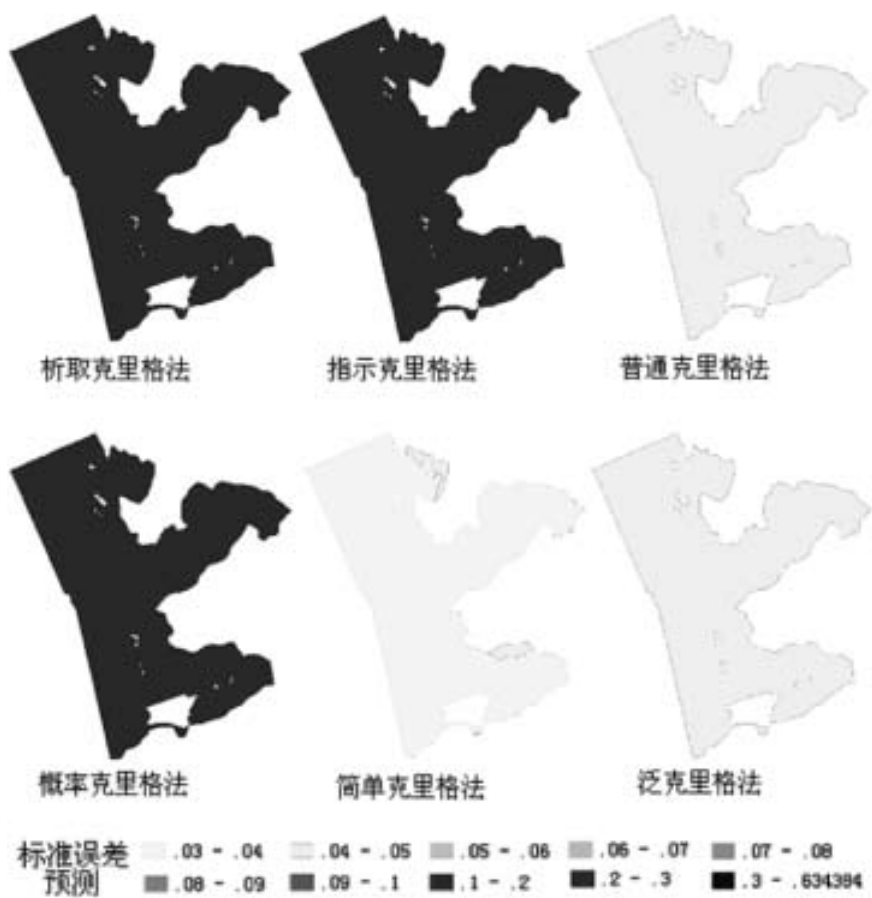 析取克里格法 指示克里格法 普通克里格法
概率克里格法 简单克里格法 泛克里格法
标准误差 .03 - .04 .04 - .05 .05 - .06 .06 - .07 .07 - .08
预测 .08 - .09 .09 - .1 .1 - .2 .2 - .3 .3 - .634394